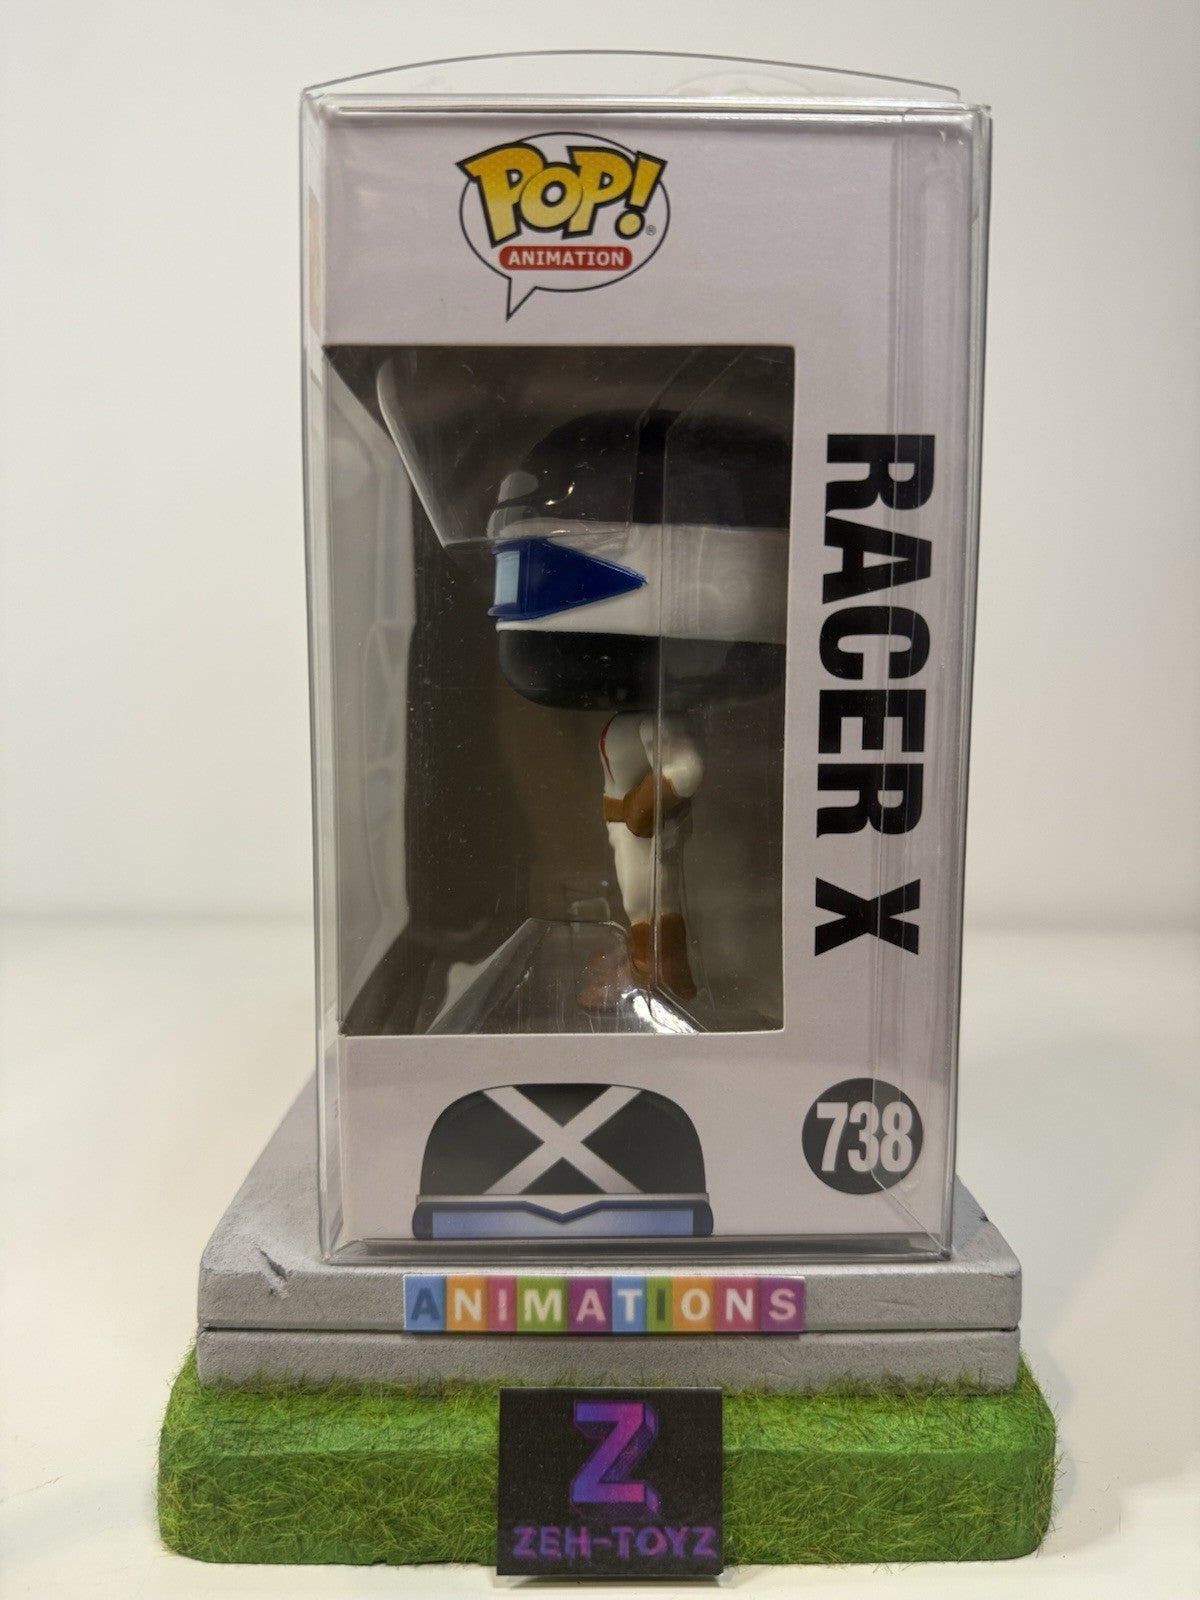 POP!®
ANIMATION
RACER X
738
ANIMATIONS
Z
ZEH-TOYZ